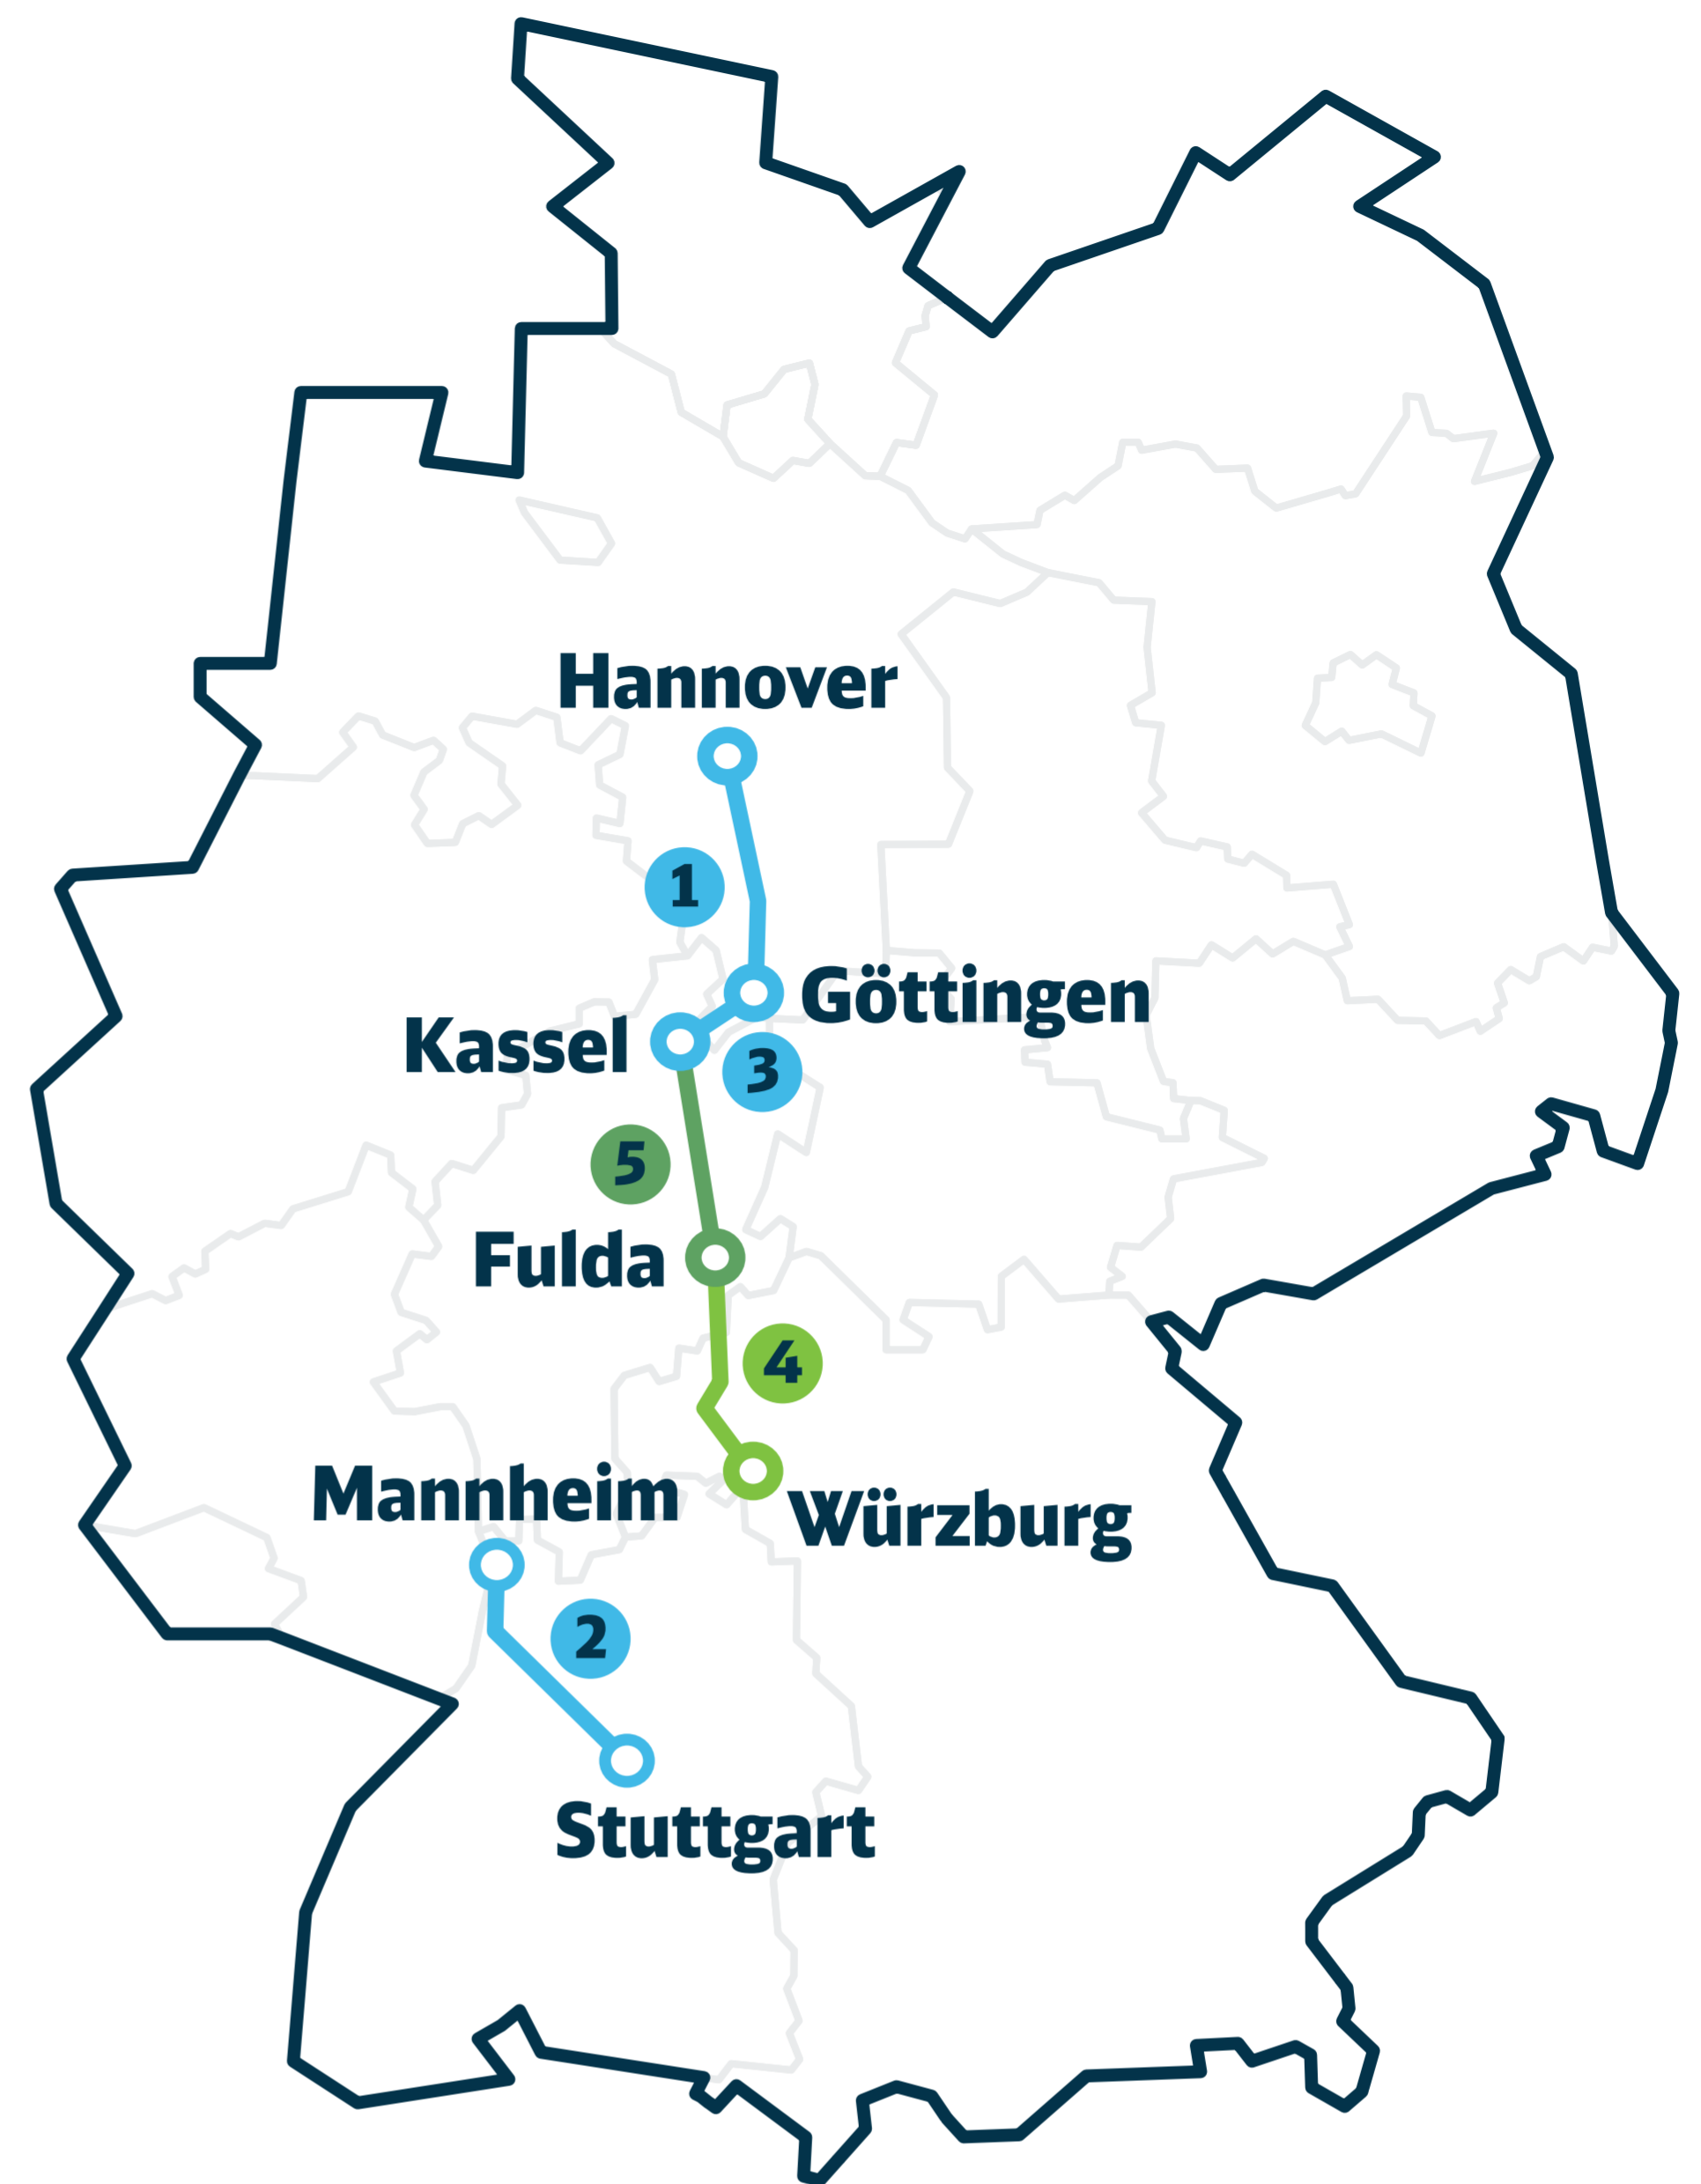 Hannover
1
Göttingen
Kassel
3
5
Fulda
4
Mannheim
Würzburg
2
Stuttgart